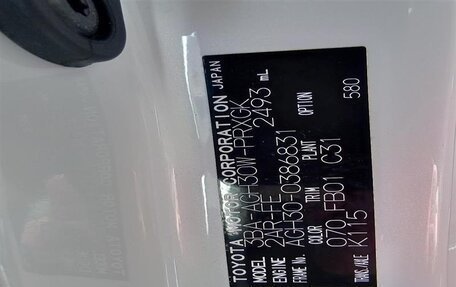 TOYOTA MOTOR CORPORATION JAPAN
MODEL 3BA-AGH30W-PRXGK
ENGINE 2AR-FE 2493 mL
FRAME No. AGH30-0386831
COLOR TRIM PLANT OPTION
070 FB01 C31 580
TRANS/AXLE K115